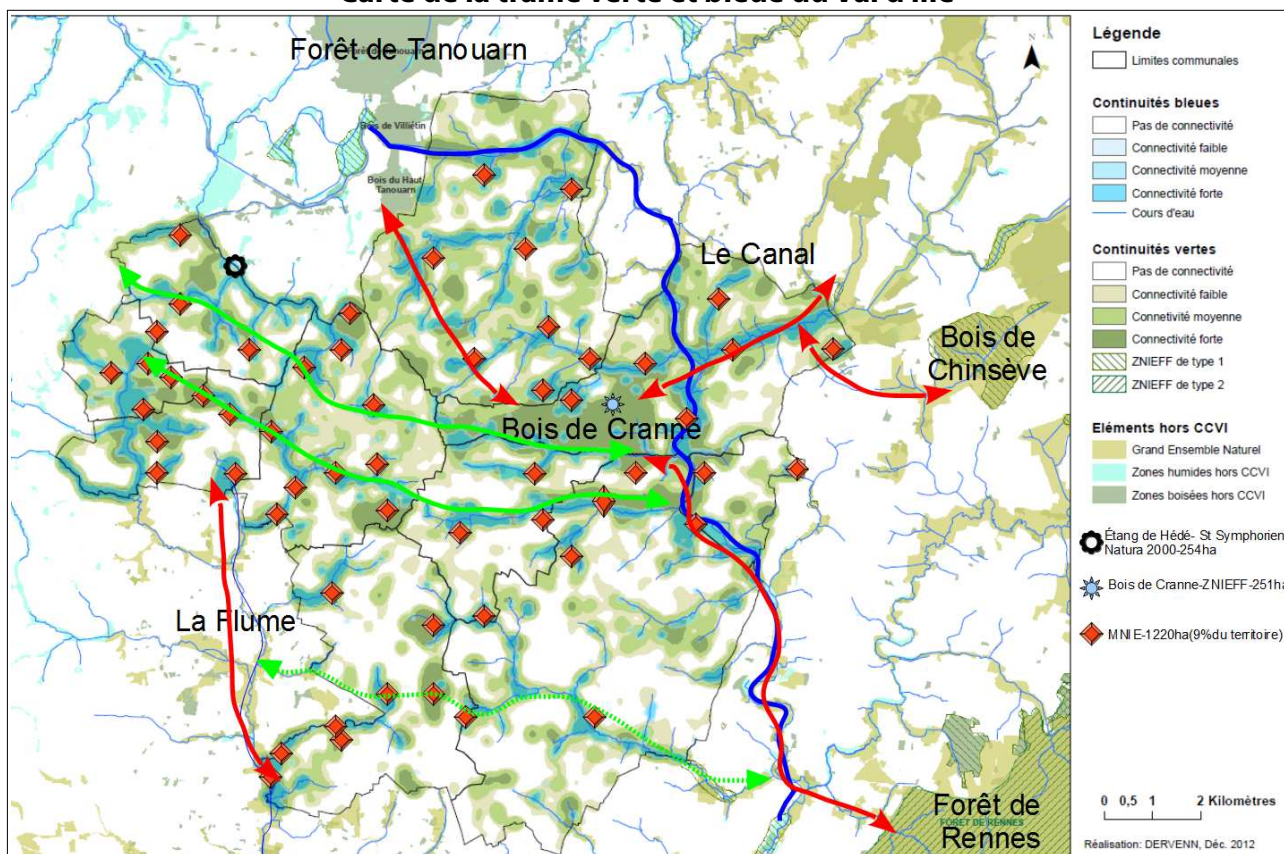 Carte de la trame verte et bleue du Val d'Ille
Forêt de Tanouarn
Bois de Villiétin
Bois du Haut
Tanouarn
Le Canal
Bois de
Chinsève
Bois de Cranne
La Flume
Forêt de
Rennes
FORÊT DE RENNES
N
Légende
Limites communales
Continuités bleues
Pas de connectivité
Connectivité faible
Connectivité moyenne
Connectivité forte
Cours d'eau
Continuités vertes
Pas de connectivité
Connectivité faible
Connetivité moyenne
Connectivité forte
ZNIEFF de type 1
ZNIEFF de type 2
Eléments hors CCVI
Grand Ensemble Naturel
Zones humides hors CCVI
Zones boisées hors CCVI
Étang de Hédé- St Symphorien
Natura 2000-254ha
Bois de Cranne-ZNIEFF-251ha
MNIE-1220ha(9%du territoire)
0 0,5 1 2 Kilomètres
Réalisation: DERVENN, Déc. 2012